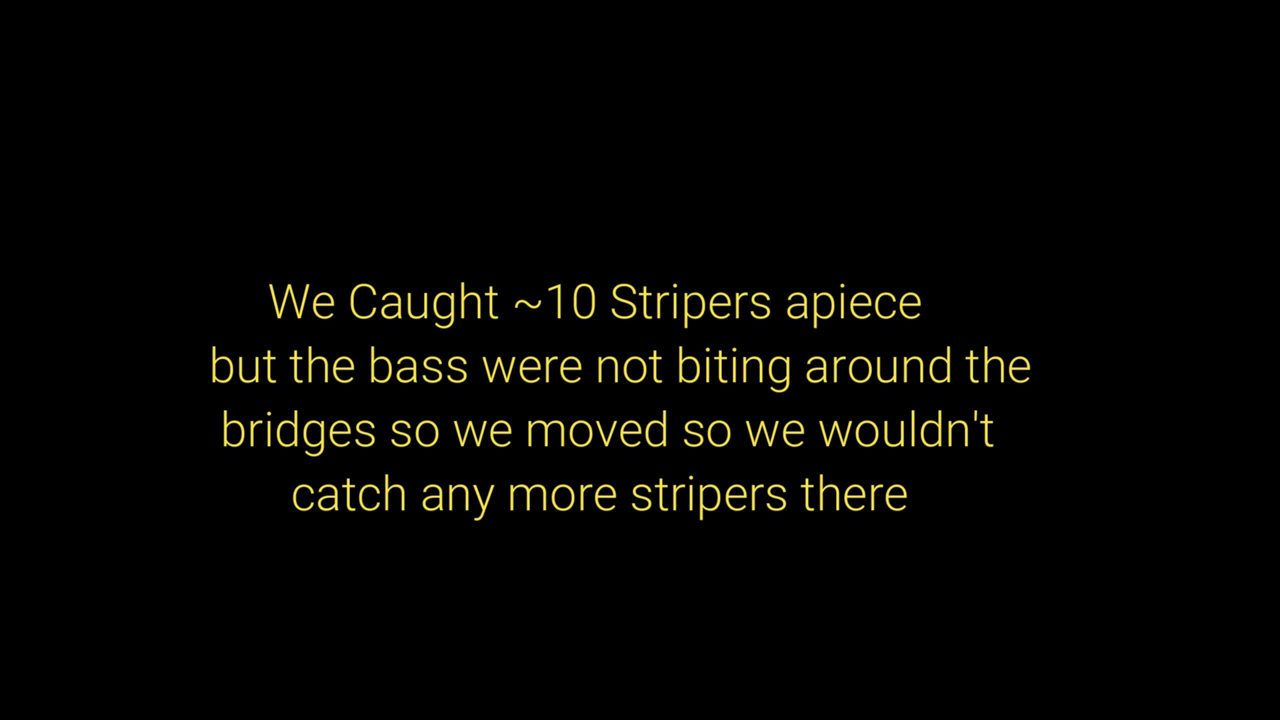 We Caught ~10 Stripers apiece
but the bass were not biting around the
bridges so we moved so we wouldn't
catch any more stripers there